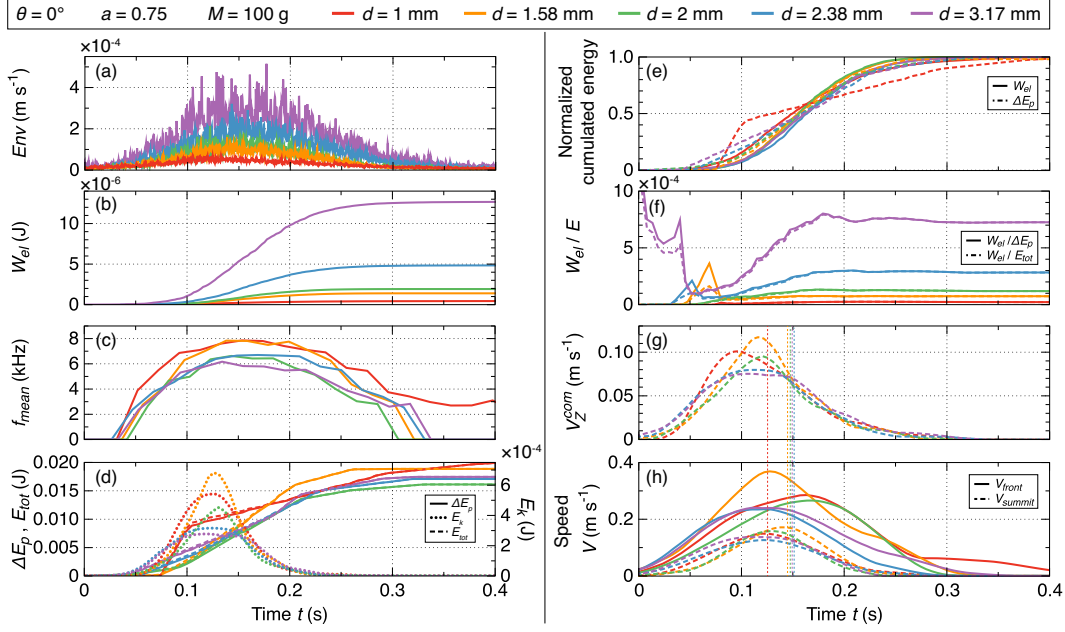 θ = 0° a = 0.75 M = 100 g d = 1 mm d = 1.58 mm d = 2 mm d = 2.38 mm d = 3.17 mm
×10⁻⁴
(a)
Env (m s⁻¹)
4
2
0
×10⁻⁶
(b)
W_el (J)
10
5
0
(c)
f_mean (kHz)
8
6
4
2
0
(d)
ΔE_p, E_tot (J)
0.020
0.015
0.010
0.005
0
×10⁻⁴
E_k (J)
6
4
2
0
ΔE_p
E_k
E_tot
0 0.1 0.2 0.3 0.4
Time t (s)
(e)
Normalized
cumulated energy
1.0
0.5
0
W_el
ΔE_p
×10⁻⁴
(f)
W_el / E
10
5
0
W_el / ΔE_p
W_el / E_tot
(g)
V_Z^com (m s⁻¹)
0.10
0.05
0
(h)
Speed
V (m s⁻¹)
0.4
0.2
0
V_front
V_summit
0 0.1 0.2 0.3 0.4
Time t (s)